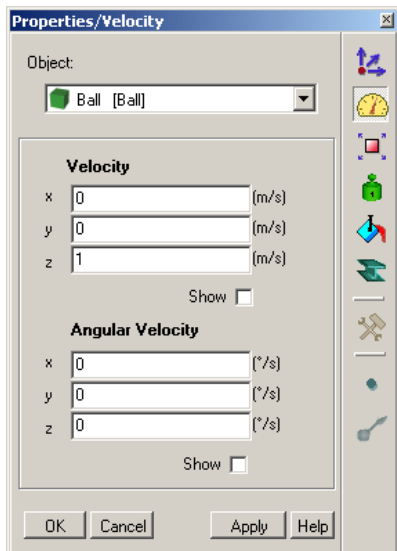 Properties/Velocity
Object:
Ball [Ball]
Velocity
x 0 (m/s)
y 0 (m/s)
z 1 (m/s)
Show
Angular Velocity
x 0 (°/s)
y 0 (°/s)
z 0 (°/s)
Show
OK Cancel Apply Help